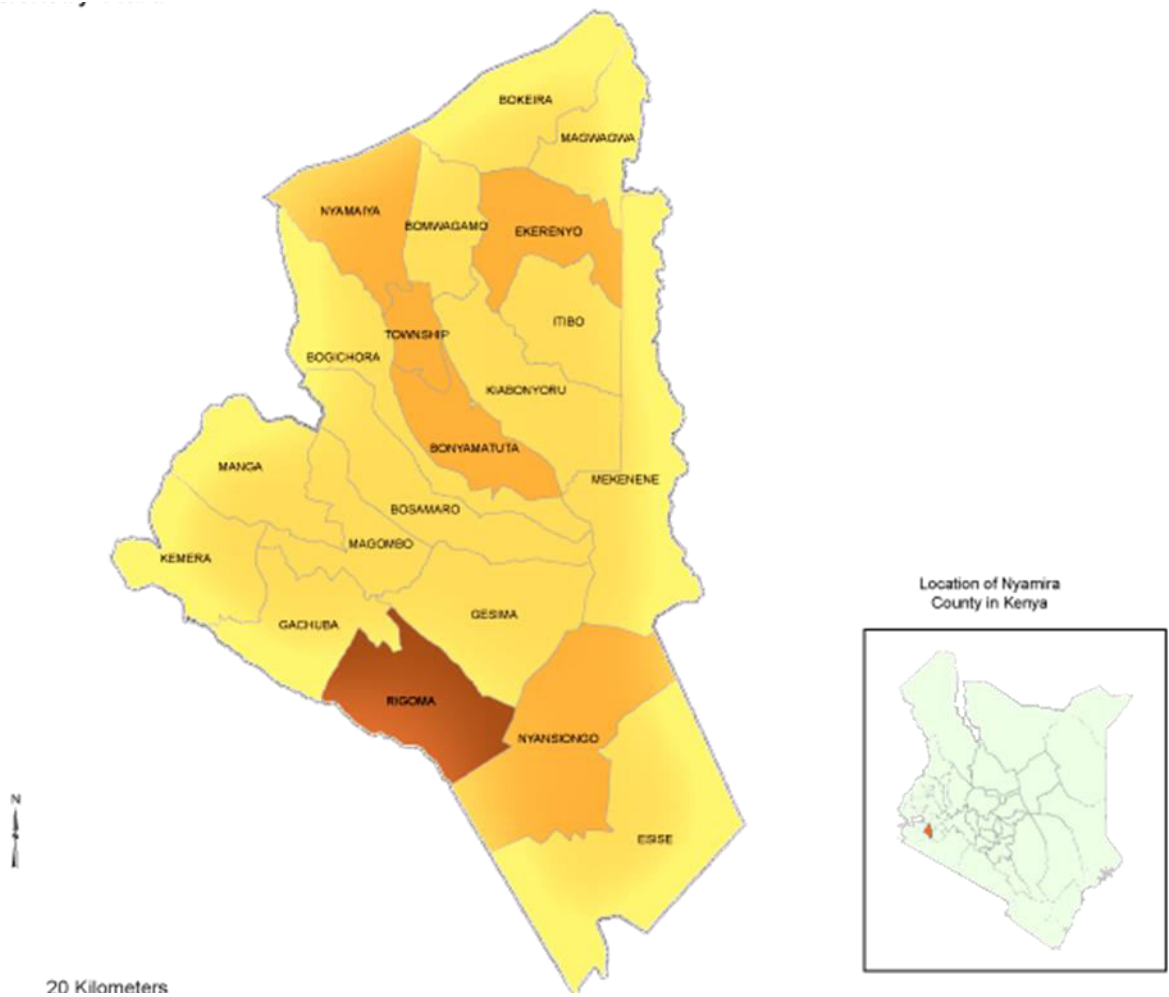 BOKEIRA
MAGWAGWA
NYAMAIYA
BOMWAGAMO
EKERENYO
ITIBO
TOWNSHIP
BOGICHORA
KIABONYORU
BONYAMATUTA
MANGA
MEKENENE
BOSAMARO
MAGOMBO
KEMERA
GESIMA
GACHUBA
RIGOMA
NYANSIONGO
ESISE
Location of Nyamira
County in Kenya
N
20 Kilometers